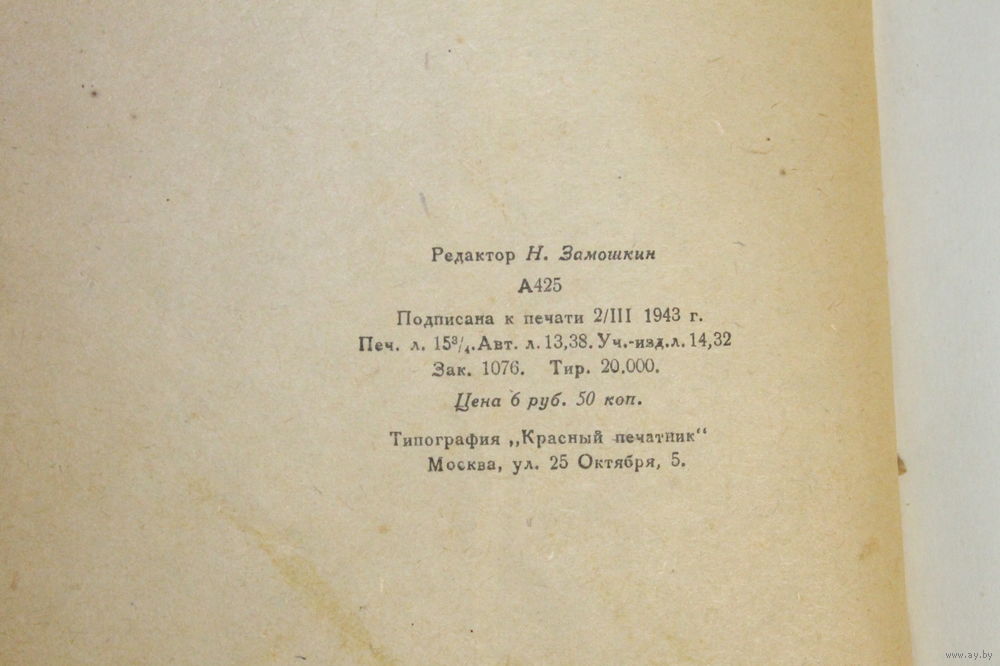 Редактор Н. Замошкин
А425
Подписана к печати 2/III 1943 г.
Печ. л. 15³/₄. Авт. л. 13,38. Уч.-изд.л. 14,32
Зак. 1076. Тир. 20.000.
Цена 6 руб. 50 коп.
Типография „Красный печатник“
Москва, ул. 25 Октября, 5.
www.ay.by